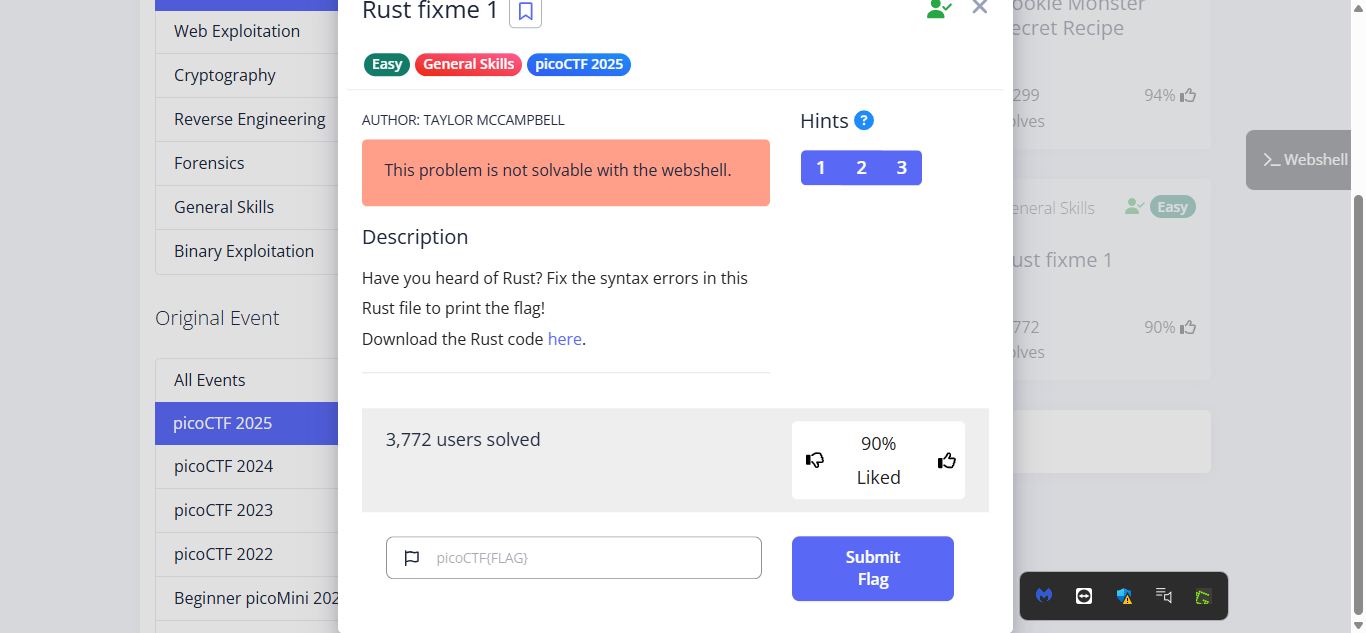 Rust fixme 1
Easy General Skills picoCTF 2025
AUTHOR: TAYLOR MCCAMPBELL
This problem is not solvable with the webshell.
Hints ?
1 2 3
Description
Have you heard of Rust? Fix the syntax errors in this
Rust file to print the flag!
Download the Rust code here.
3,772 users solved
90%
Liked
picoCTF{FLAG}
Submit
Flag
Web Exploitation
Cryptography
Reverse Engineering
Forensics
General Skills
Binary Exploitation
Original Event
All Events
picoCTF 2025
picoCTF 2024
picoCTF 2023
picoCTF 2022
Beginner picoMini 202
ookie Monster
ecret Recipe
299
94%
olves
>_ Webshell
eneral Skills
Easy
ust fixme 1
772
90%
olves